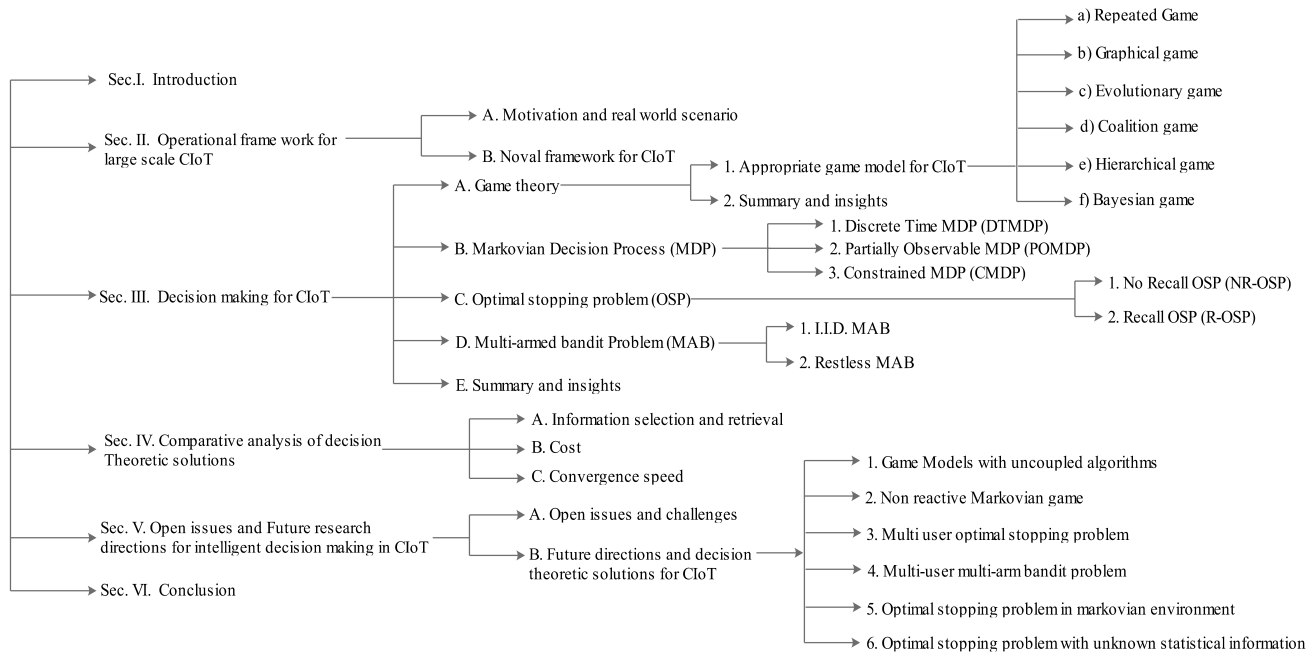 Sec.I. Introduction
Sec. II. Operational frame work for
large scale CIoT
A. Motivation and real world scenario
B. Noval framework for CIoT
Sec. III. Decision making for CIoT
A. Game theory
1. Appropriate game model for CIoT
a) Repeated Game
b) Graphical game
c) Evolutionary game
d) Coalition game
e) Hierarchical game
f) Bayesian game
2. Summary and insights
B. Markovian Decision Process (MDP)
1. Discrete Time MDP (DTMDP)
2. Partially Observable MDP (POMDP)
3. Constrained MDP (CMDP)
C. Optimal stopping problem (OSP)
1. No Recall OSP (NR-OSP)
2. Recall OSP (R-OSP)
D. Multi-armed bandit Problem (MAB)
1. I.I.D. MAB
2. Restless MAB
E. Summary and insights
Sec. IV. Comparative analysis of decision
Theoretic solutions
A. Information selection and retrieval
B. Cost
C. Convergence speed
Sec. V. Open issues and Future research
directions for intelligent decision making in CIoT
A. Open issues and challenges
B. Future directions and decision
theoretic solutions for CIoT
1. Game Models with uncoupled algorithms
2. Non reactive Markovian game
3. Multi user optimal stopping problem
4. Multi-user multi-arm bandit problem
5. Optimal stopping problem in markovian environment
6. Optimal stopping problem with unknown statistical information
Sec. VI. Conclusion